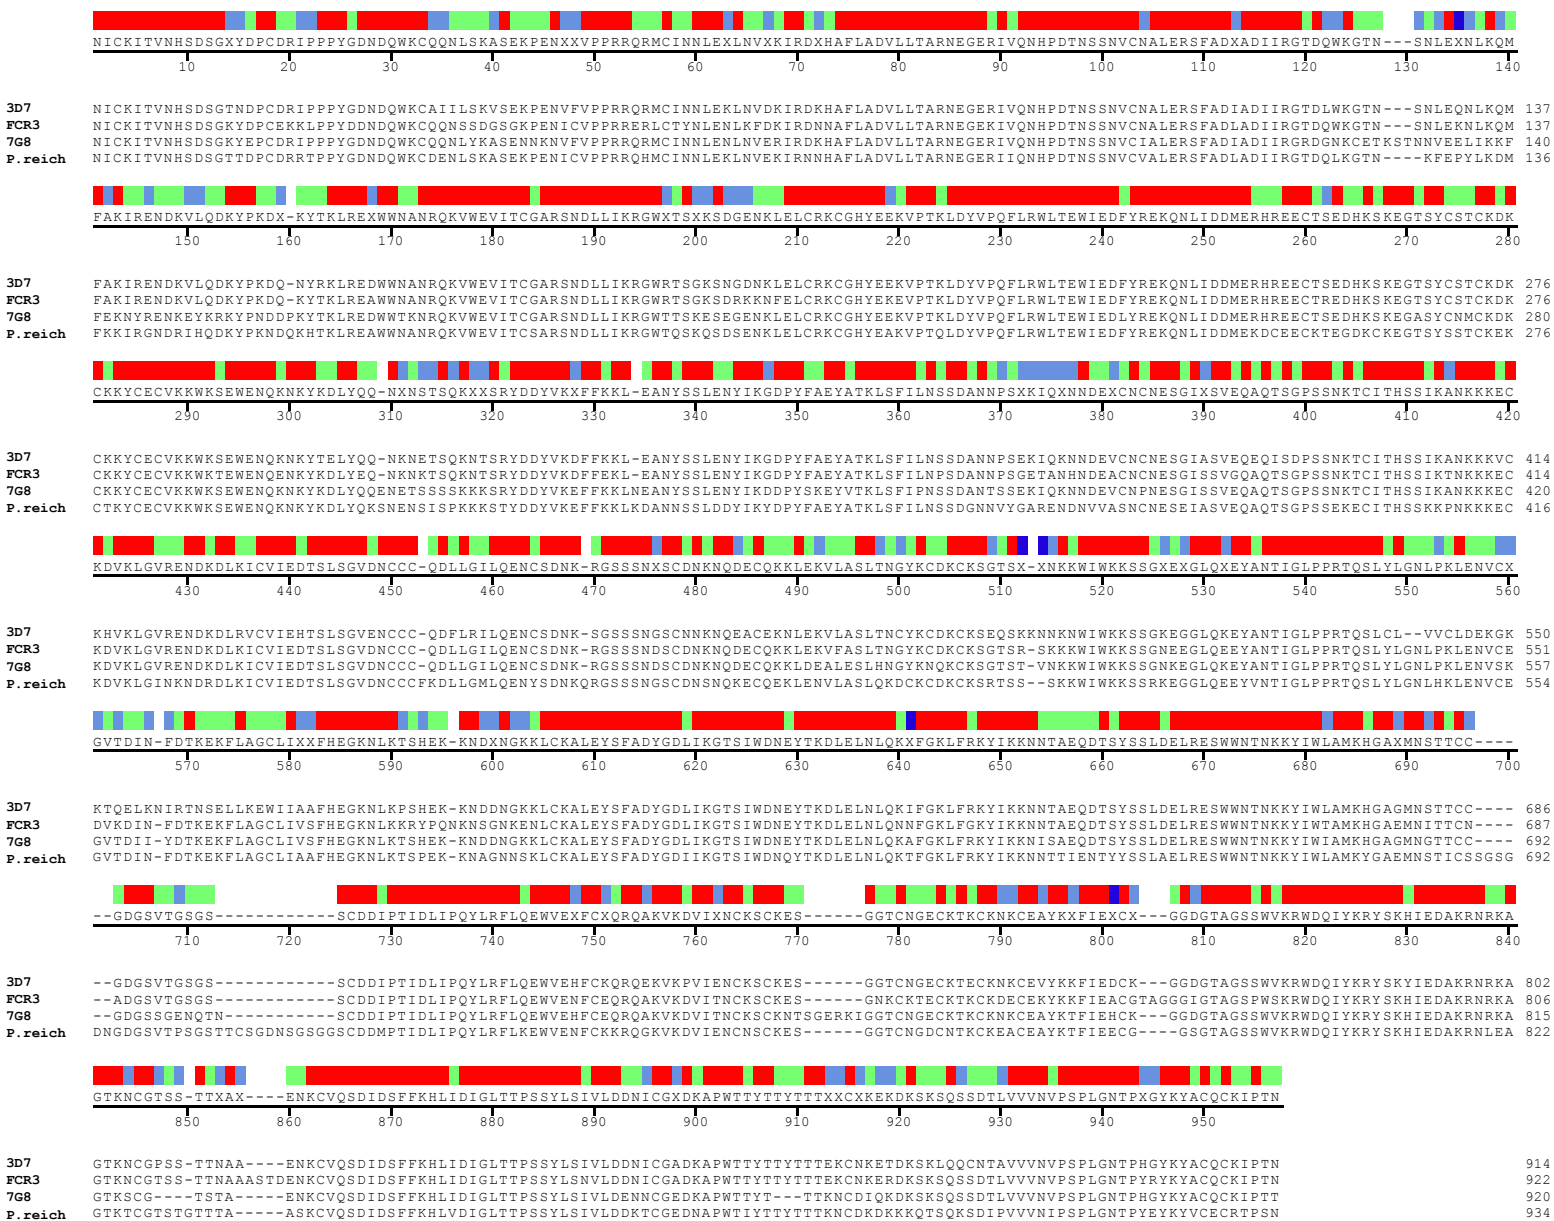 NICKITVNHSDSGXYDPCDRIPPPYGDNDQWKCQQNLSKASEKPENXXVPPRRQRMCINNLEXLNVXKIRDXHAFLADVLLTARNEGERIVQNHPDTNSSNVCNALERSFADXADIIRGTDQWKGTN---SNLEXNLKQM
10 20 30 40 50 60 70 80 90 100 110 120 130 140
3D7 NICKITVNHSDSGTNDPCDRIPPPYGDNDQWKCAIILSKVSEKPENVFVPPRRQRMCINNLEKLNVDKIRDKHAFLADVLLTARNEGERIVQNHPDTNSSNVCNALERSFADIADIIRGTDLWKGTN---SNLEQNLKQM 137
FCR3 NICKITVNHSDSGKYDPCEKKLPPYDDNDQWKCQQNSSDGSGKPENICVPPRRERLCTYNLENLKFDKIRDNNAFLADVLLTARNEGEKIVQNHPDTNSSNVCNALERSFADLADIIRGTDQWKGTN---SNLEKNLKQM 137
7G8 NICKITVNHSDSGKYEPCDRIPPPYGDNDQWKCQQNLYKASENNKNVFVPPRRQRMCINNLENLNVERIRDKHAFLADVLLTARNEGERIVQNHPDTNSSNVCIALERSFADLADIIRGRDGNKCETKSTNNVEELIKKF 140
P.reich NICKITVNHSDSGTTDPCDRRTPPYGDNDQWKCDENLSKASEKPENICVPPRRQHMCINNLEKLNVEKIRNNHAFLADVLLTARNEGERIIQNHPDTNSSNVCVALERSFADLADIIRGTDQLKGTN----KFEPYLKDM 136
FAKIRENDKVLQDKYPKDX-KYTKLREXWWNANRQKVWEVITCGARSNDLLIKRGWXTSXKSDGENKLELCRKCGHYEEKVPTKLDYVPQFLRWLTEWIEDFYREKQNLIDDMERHREECTSEDHKSKEGTSYCSTCKDK
150 160 170 180 190 200 210 220 230 240 250 260 270 280
3D7 FAKIRENDKVLQDKYPKDQ-NYRKLREDWWNANRQKVWEVITCGARSNDLLIKRGWRTSGKSNGDNKLELCRKCGHYEEKVPTKLDYVPQFLRWLTEWIEDFYREKQNLIDDMERHREECTSEDHKSKEGTSYCSTCKDK 276
FCR3 FAKIRENDKVLQDKYPKDQ-KYTKLREAWWNANRQKVWEVITCGARSNDLLIKRGWRTSGKSDRKKNFELCRKCGHYEKEVPTKLDYVPQFLRWLTEWIEDFYREKQNLIDDMERHREECTREDHKSKEGTSYCSTCKDK 276
7G8 FEKNYRENKEYKRKYPNDDPKYTKLREDWWTKNRQKVWEVITCGARSNDLLIKRGWTTSKESEGENKLELCRKCGHYEEKVPTKLDYVPQFLRWLTEWIEDLYREKQNLIDDMERHREECTSEDHKSKEGASYCNMCKDK 280
P.reich FKKIRGNDRIHQDKYPKNDQKHTKLREAWWNANRQKVWEVITCSARSNDLLIKRGWTQSKQSDSENKLELCRKCGHYEAKVPTQLDYVPQFLRWLTEWIEDFYREKQNLIDDMEKDCEECKTEGDKCKEGTSYSSTCKEK 276
CKKYCECVKKWKSEWENQKNKYKDLYQQ-NXNSTSQKXXSRYDDYVKXFFKKL-EANYSSLENYIKGDPYFAEYATKLSFILNSSDANNPSXKIQXNNDEXCNCNESGIXSVEQAQTSGPSSNKTCITHSSIKANKKKEC
290 300 310 320 330 340 350 360 370 380 390 400 410 420
3D7 CKKYCECVKKWKSEWENQKNKYTELYQQ-NKNETSQKNTSRYDDYVKDFFKKL-EANYSSLENYIKGDPYFAEYATKLSFILNSSDANNPSEKIQKNNDEVCNCNESGIASVEQEQISDPSSNKTCITHSSIKANKKKVC 414
FCR3 CKKYCECVKKWKTEWENQENKYKDLYEQ-NKNKTSQKNTSRYDDYVKDFFEKL-EANYSSLENYIKGDPYFAEYATKLSFILNPSDANNPSGETANHNDEACNCNESGISSVGQAQTSGPSSNKTCITHSSIKTNKKKEC 414
7G8 CKKYCECVKKWKSEWENQKNKYKDLYQQENETSSSSKKKSRYDDYVKEFFKKLNEANYSSLENYIKDDPYSKEYVTKLSFIPNSSDANTSSEKIQKNNDEVCNPNESGISSVEQAQTSGPSSNKTCITHSSIKANKKKEC 420
P.reich CTKYCECVKKWKSEWENQKNKYKDLYQKSNENSISPKKKSTYDDYVKEFFKKLKDANNSSLDDYIKYDPYFAEYATKLSFILNSSDGNNVYGARENDNVVASNCNESEIASVEQAQTSGPSSEKECITHSSIKKPNKKKEC 416
KDVKLGVRENDKDLKICVIEDTSLSGVDNCCC-QDLLGILQENCSDNK-RGSSSNXSCDNKNQDECQKKLEKVLASLTNGYKCDKCKSGTSX-XNKKWIWKKSSGXEXGLQXEYANTIGLPPRTQSLYLGNLPKLENVCX
430 440 450 460 470 480 490 500 510 520 530 540 550 560
3D7 KHVKLGVRENDKDLRVCVIEHTSLSGVENCCC-QDFLRILQENCSDNK-SGSSSNGSCNNKNQEACEKNLEKVLASLTNCYKCDKCKSEQSKKNNKNWIWKKSSGKEGGLQKEYANTIGLPPRTQSLCL--VVCLDEKGK 550
FCR3 KDVKLGVRENDKDLKICVIEDTSLSGVDNCCC-QDLLGILQENCSDNK-RGSSSNDSCDNKNQDECQKKLEKVFASLTNGYKCDKCKSGTSR-SKKKWIWKKSSGNEEGLQEEYANTIGLPPRTQSLYLGNLPKLENVCE 551
7G8 KDVKLGVRENDKDLKICVIEDTSLSGVDNCCC-QDLLGILQENCSDNK-RGSSSNDSCDNKNQDECQKKLDEALESLHNGYKNQKCKSGTST-VNKKWIWKKSSGNKEGLQKEYANTIGLPPRTQSLYLGNLPKLENVSK 557
P.reich KDVKLGINKNDRDLKICVIEDTSLSGVDNCCCFKDLLGMLQENYSDNKQRGSSSNGSCDNSNQKECQEKLENVLASLQKDCKCDKCKSRTSS--SKKWIWKKSSRKEGGLQEEYVNTIGLPPRTQSLYLGNLHKLENVCE 554
GVTDIN-FDTKEKFLAGCLIXXFHEGKNLKTSHEK-KNDXNGKKLCKALEYSFADYGDLIKGTSIWDNEYTKDLELNLQKXFGKLFRKYIKKNNTAEQDTSYSSLDELRESWWNTNKKYIWLAMKHGAXMNSTTCC----
570 580 590 600 610 620 630 640 650 660 670 680 690 700
3D7 KTQELKNIRTNSELLKEWIIAAFHEGKNLKPSHEK-KNDDNGKKLCKALEYSFADYGDLIKGTSIWDNEYTKDLELNLQKIFGKLFRKYIKKNNTAEQDTSYSSLDELRESWWNTNKKYIWLAMKHGAGMNSTTCC---- 686
FCR3 DVKDIN-FDTKEKFLAGCLIVSFHEGKNLKKRYPQNKNSGNKENLCKALEYSFADYGDLIKGTSIWDNEYTKDLELNLQNNFGKLFGKYIKKNNTAEQDTSYSSLDELRESWWNTNKKYIWTAMKHGAEMNITTCN---- 687
7G8 GVTDII-YDTKEKFLAGCLIVSFHEGKNLKTSHEK-KNDDNGKKLCKALEYSFADYGDLIKGTSIWDNEYTKDLELNLQKAFGKLFRKYIKKNISAEQDTSYSSLDELRESWWNTNKKYIWIAMKHGAGMNGTTCC---- 692
P.reich GVTDIN-FDTKEKFLAGCLIAAFHEGKNLKTSPEK-KNAGNNSKLCKALEYSFADYGDIIKGTSIWDNQYTKDLELNLQKTFGKLFRKYIKKNNTTIENTYYSSLAELRESWWNTNKKYIWLAMKYGAEMNSTICSSGSG 692
--GDGSVTGSGS------------SCDDIPTIDLIPQYLRFLQEWVEXFCXQRQAKVKDVIXNCKSCKES------GGTCNGECKTKCKNKCEAYKXFIEXCX---GGDGTAGSSWVKRWDQIYKRYSKHIEDAKRNRKA
710 720 730 740 750 760 770 780 790 800 810 820 830 840
3D7 --GDGSVTGSGS------------SCDDIPTIDLIPQYLRFLQEWVEHFCKQRQEKVKPVIENCKSCKES------GGTCNGECKTECKNKCEVYKKFIEDCK---GGDGTAGSSWVKRWDQIYKRYSKYIEDAKRNRKA 802
FCR3 --ADGSVTGSGS------------SCDDIPTIDLIPQYLRFLQEWVENFCEQRQAKVKDVITNCKSCKES------GNKCKTECKTKCKDECEKYKKFIEACGTAGGGIGTAGSPWSKRWDQIYKRYSKHIEDAKRNRKA 806
7G8 --GDGSSGENQTN-----------SCDDIPTIDLIPQYLRFLQEWVEHFCEQRQAKVKDVITNCKSCKNTSGERKIGGTCNGECKTKCKNKCEAYKTFIEHCK---GGDGTAGSSWVKRWDQIYKRYSKHIEDAKRNRKA 815
P.reich DNGDGSVTPSGSTTCSGDNSGSGGSCDDMPTIDLIPQYLRFLKEWVENFCKKRQGKVKDVIENCNSCKES------GGTCNGDCNTKCKEACEAYKTFIEECG---GSGTAGSSWVKRWDQIYKRYSKHIEDAKRNLEA 822
GTKNCGTSS-TTXAX----ENKCVQSDIDSFFKHLIDIGLTTPSSYLSIVLDDNICGXDKAPWTTYTTYTTTXXCXKEKDKSKSQSSDTLVVVNVPSPLGNTPXGYKYACQCKIPTN
850 860 870 880 890 900 910 920 930 940 950
3D7 GTKNCGPSS-TTNAA----ENKCVQSDIDSFFKHLIDIGLTTPSSYLSIVLDDNICGADKAPWTTYTTYTTTEKCNKETDKSKLQQCNTAVVVNVPSPLGNTPHGYKYACQCKIPTN 914
FCR3 GTKNCGTSS-TTNAAASTDENKCVQSDIDSFFKHLIDIGLTTPSSYLSNVLDDNICGADKAPWTTYTTYTTTEKCNKERDKSKSQSSDTLVVVNVPSPLGNTPYRYKYACQCKIPTN 922
7G8 GTKSCG----TSTA-----ENKCVQSDIDSFFKHLIDIGLTTPSSYLSIVLDENNCGEDKAPWTTYT---TTKNCDIQKDKSKSQSSDTLVVVNVPSPLGNTPHGYKYACQCKIPTT 920
P.reich GTKTCGTSTGTTTA-----ASKCVQSDIDSFFKHLVDIGLTTPSSYLSIVLDDKTCGEDNAPWTIYTTYTTTKNCDKDKKKQTSQKSDIPVVVNIPSPLGNTPYEYKYVCECRTPSN 934